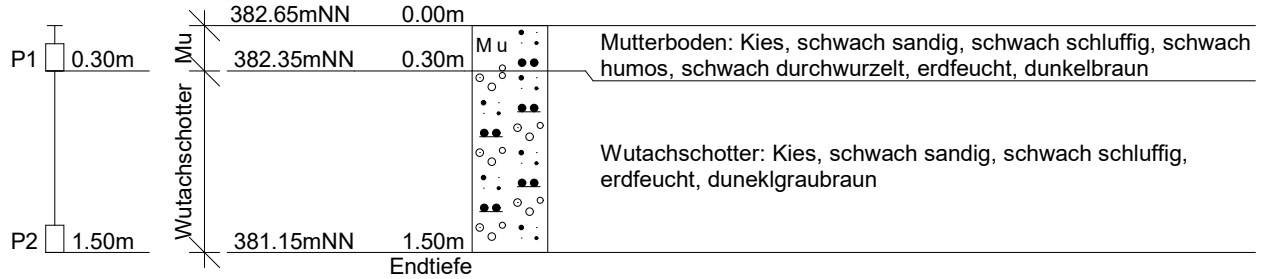 382.65mNN 0.00m
Mu
P1 0.30m
Mu
382.35mNN 0.30m
Mutterboden: Kies, schwach sandig, schwach schluffig, schwach
humos, schwach durchwurzelt, erdfeucht, dunkelbraun
Wutachschotter
Wutachschotter: Kies, schwach sandig, schwach schluffig,
erdfeucht, duneklgraubraun
P2 1.50m
381.15mNN 1.50m
Endtiefe